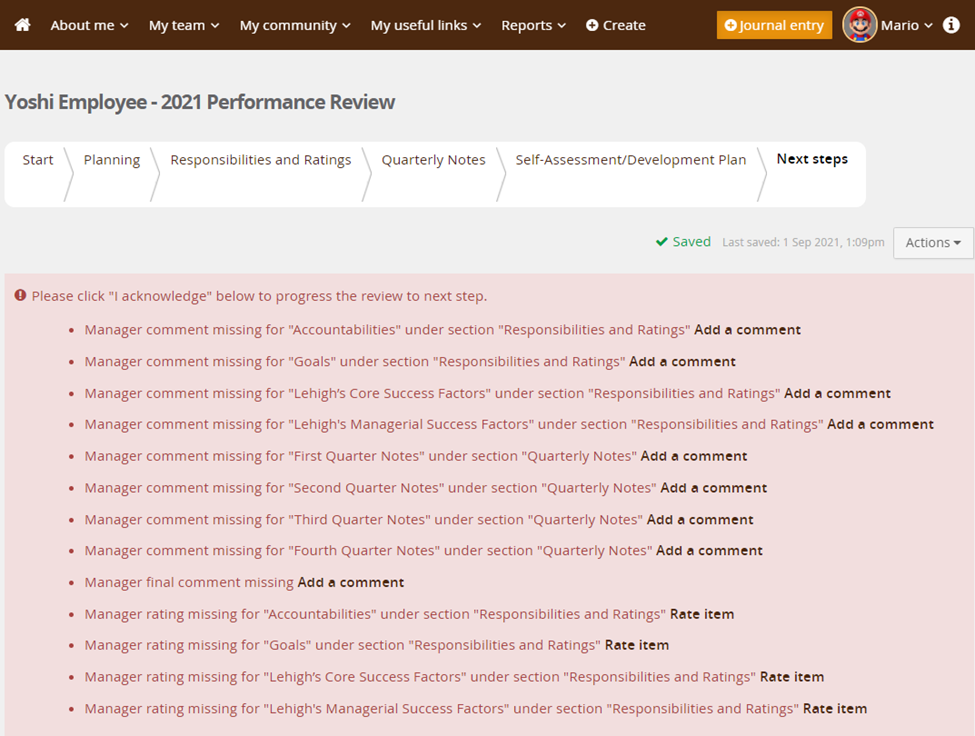 About me My team My community My useful links Reports Create Journal entry Mario
Yoshi Employee - 2021 Performance Review
Start Planning Responsibilities and Ratings Quarterly Notes Self-Assessment/Development Plan Next steps
Saved Last saved: 1 Sep 2021, 1:09pm Actions
Please click "I acknowledge" below to progress the review to next step.
• Manager comment missing for "Accountabilities" under section "Responsibilities and Ratings" Add a comment
• Manager comment missing for "Goals" under section "Responsibilities and Ratings" Add a comment
• Manager comment missing for "Lehigh's Core Success Factors" under section "Responsibilities and Ratings" Add a comment
• Manager comment missing for "Lehigh's Managerial Success Factors" under section "Responsibilities and Ratings" Add a comment
• Manager comment missing for "First Quarter Notes" under section "Quarterly Notes" Add a comment
• Manager comment missing for "Second Quarter Notes" under section "Quarterly Notes" Add a comment
• Manager comment missing for "Third Quarter Notes" under section "Quarterly Notes" Add a comment
• Manager comment missing for "Fourth Quarter Notes" under section "Quarterly Notes" Add a comment
• Manager final comment missing Add a comment
• Manager rating missing for "Accountabilities" under section "Responsibilities and Ratings" Rate item
• Manager rating missing for "Goals" under section "Responsibilities and Ratings" Rate item
• Manager rating missing for "Lehigh's Core Success Factors" under section "Responsibilities and Ratings" Rate item
• Manager rating missing for "Lehigh's Managerial Success Factors" under section "Responsibilities and Ratings" Rate item